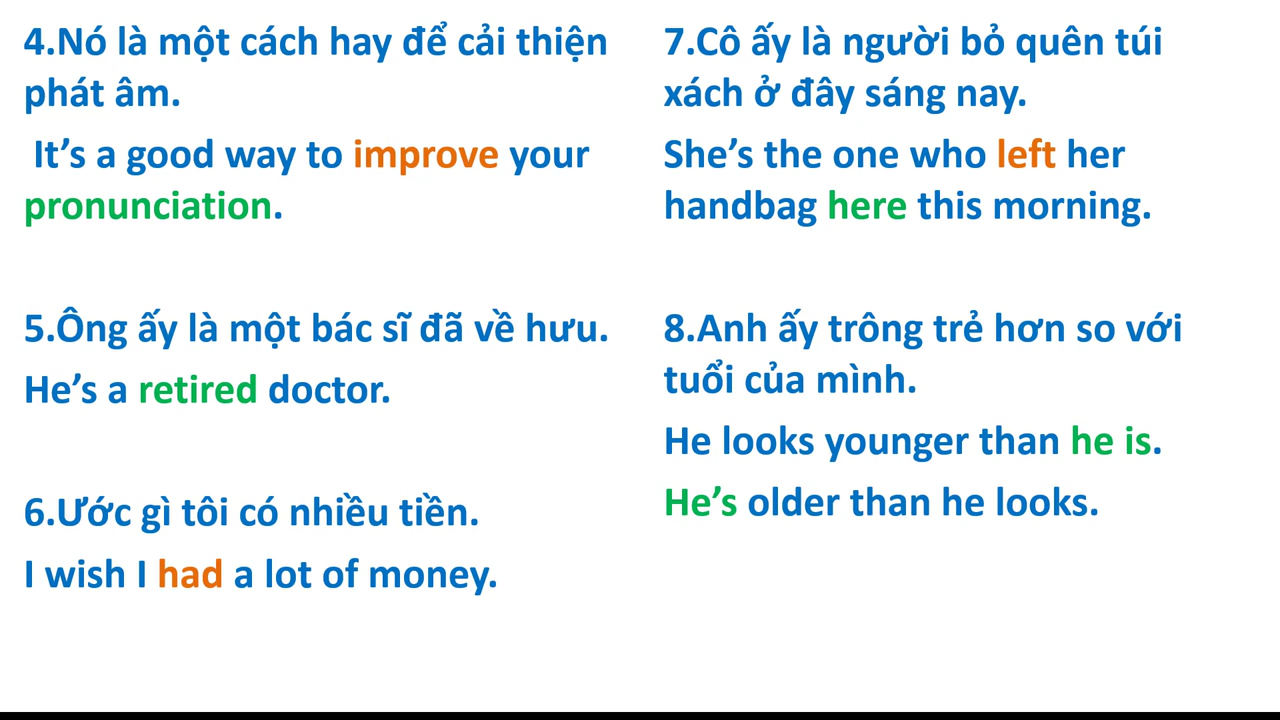 4.Nó là một cách hay để cải thiện
phát âm.
It’s a good way to improve your
pronunciation.
5.Ông ấy là một bác sĩ đã về hưu.
He’s a retired doctor.
6.Ước gì tôi có nhiều tiền.
I wish I had a lot of money.
7.Cô ấy là người bỏ quên túi
xách ở đây sáng nay.
She’s the one who left her
handbag here this morning.
8.Anh ấy trông trẻ hơn so với
tuổi của mình.
He looks younger than he is.
He’s older than he looks.